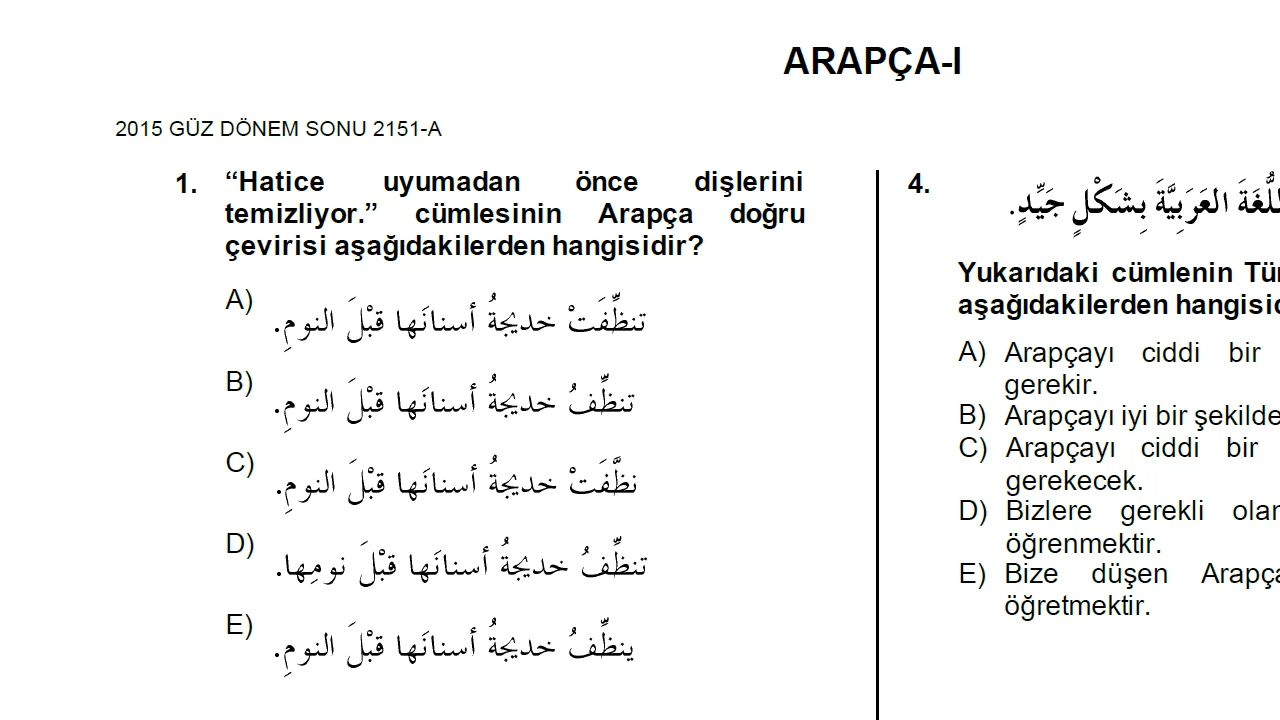 ARAPÇA-I
2015 GÜZ DÖNEM SONU 2151-A
1. “Hatice uyumadan önce dişlerini
temizliyor.” cümlesinin Arapça doğru
çevirisi aşağıdakilerden hangisidir?
A) تنظِّفَتْ خديجةُ أسنانَها قبْلَ النومِ.
B) تنظِّفُ خديجةُ أسنانَها قبْلَ النومِ.
C) نظَّفَتْ خديجةُ أسنانَها قبْلَ النومِ.
D) تنظِّفُ خديجةُ أسنانَها قبْلَ نومِها.
E) ينظِّفُ خديجةُ أسنانَها قبْلَ النومِ.
4. العَرَبِيَّةَ بِشَكْلٍ جَيِّدٍ.
Yukarıdaki cümlenin
aşağıdakilerden
A) Arapçayı ciddi bir
gerekir.
B) Arapçayı iyi bir şekilde
C) Arapçayı ciddi bir
gerekecek.
D) Bizlere gerekli
öğrenmektir.
E) Bize düşen
öğretmektir.